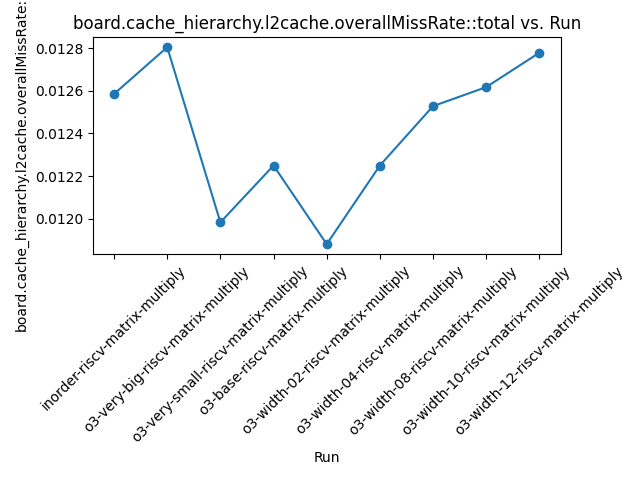 board.cache_hierarchy.l2cache.overallMissRate::total vs. Run
board.cache_hierarchy.l2cache.overallMissRate:
0.0128
0.0126
0.0124
0.0122
0.0120
inorder-riscv-matrix-multiply
o3-very-big-riscv-matrix-multiply
o3-very-small-riscv-matrix-multiply
o3-base-riscv-matrix-multiply
o3-width-02-riscv-matrix-multiply
o3-width-04-riscv-matrix-multiply
o3-width-08-riscv-matrix-multiply
o3-width-10-riscv-matrix-multiply
o3-width-12-riscv-matrix-multiply
Run